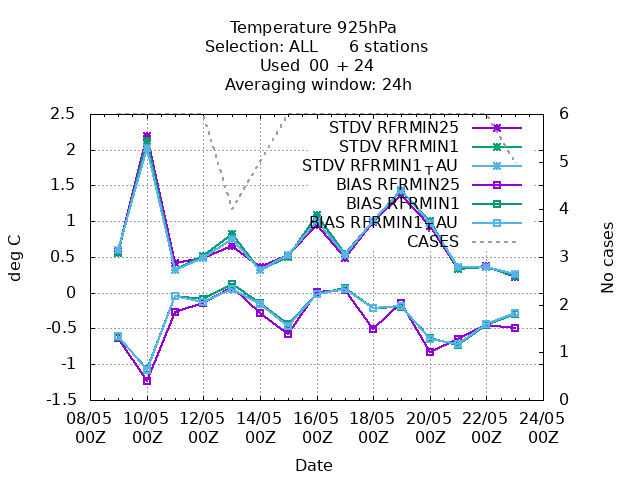 Temperature 925hPa
Selection: ALL 6 stations
Used 00 + 24
Averaging window: 24h
2.5
2
1.5
1
0.5
0
-0.5
-1
-1.5
deg C
6
5
4
3
2
1
0
No cases
STDV RFRMIN25
STDV RFRMIN1
STDV RFRMIN1TAU
BIAS RFRMIN25
BIAS RFRMIN1
BIAS RFRMIN1TAU
CASES
08/05 10/05 12/05 14/05 16/05 18/05 20/05 22/05 24/05
00Z 00Z 00Z 00Z 00Z 00Z 00Z 00Z 00Z
Date